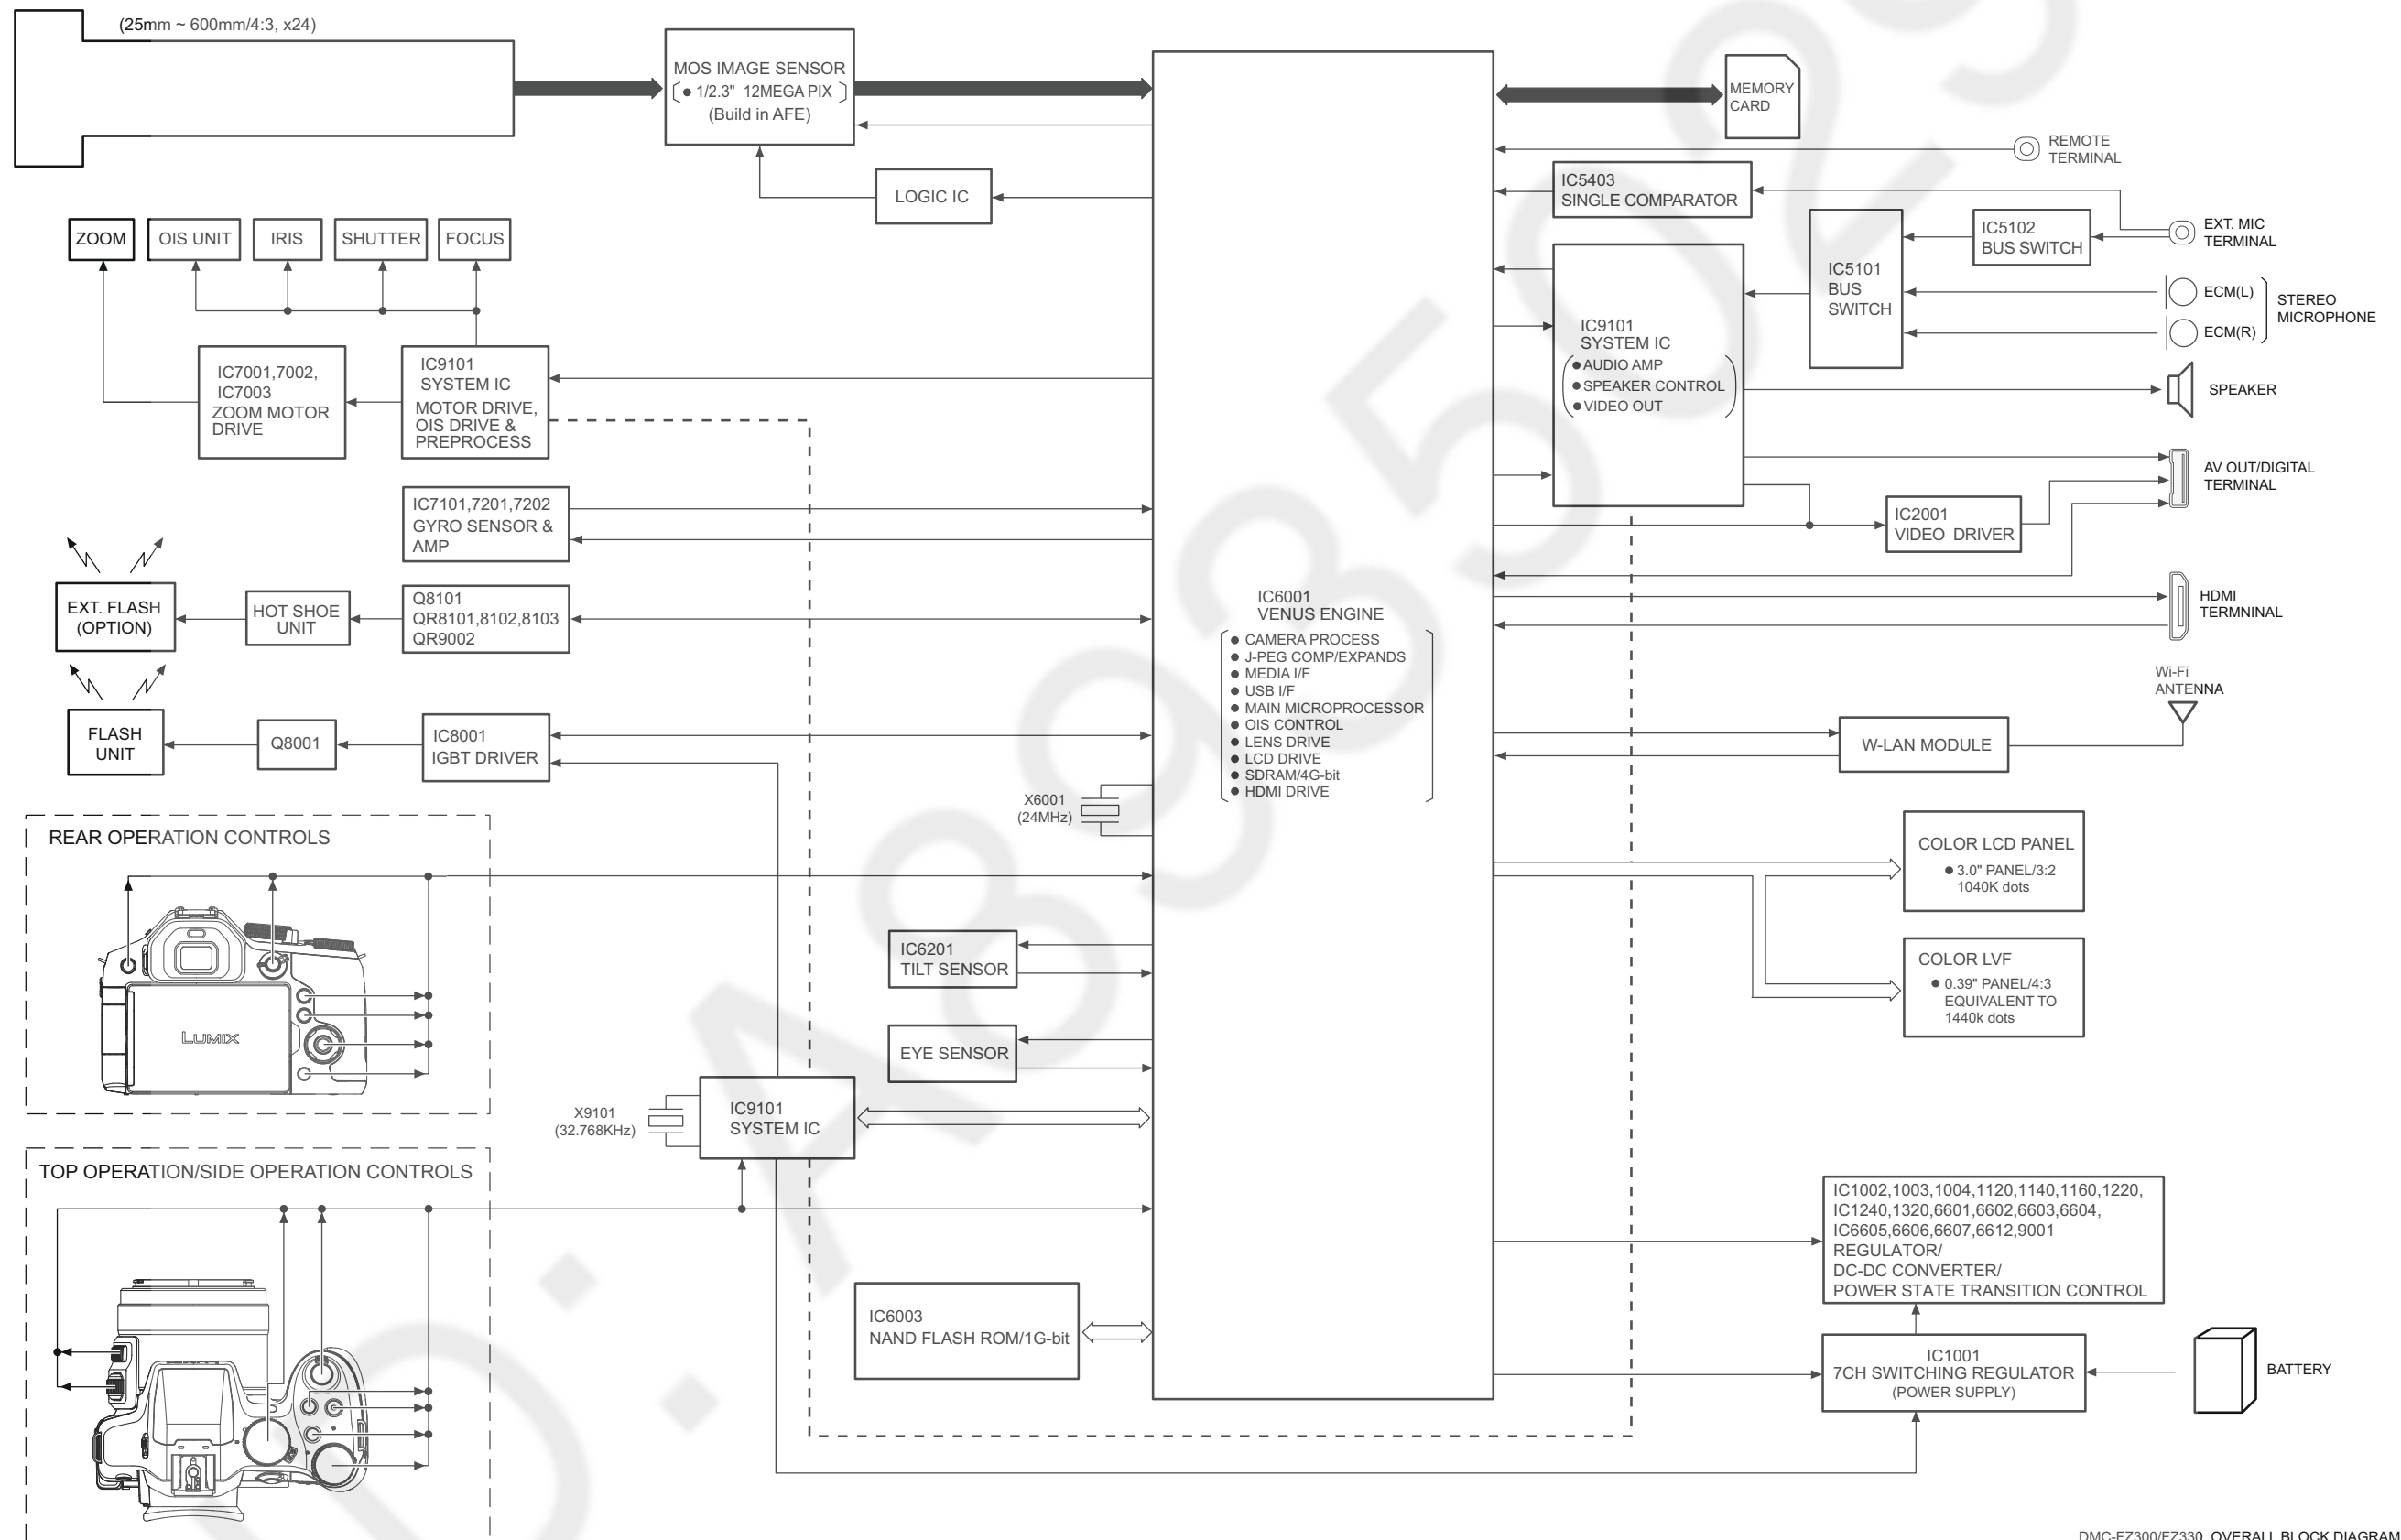 (25mm ~ 600mm/4:3, x24)
MOS IMAGE SENSOR
● 1/2.3" 12MEGA PIX
(Build in AFE)
LOGIC IC
ZOOM
OIS UNIT
IRIS
SHUTTER
FOCUS
IC7001,7002,
IC7003
ZOOM MOTOR
DRIVE
IC9101
SYSTEM IC
MOTOR DRIVE,
OIS DRIVE &
PREPROCESS
IC7101,7201,7202
GYRO SENSOR &
AMP
EXT. FLASH
(OPTION)
HOT SHOE
UNIT
Q8101
QR8101,8102,8103
QR9002
FLASH
UNIT
Q8001
IC8001
IGBT DRIVER
X6001
(24MHz)
REAR OPERATION CONTROLS
LUMIX
IC6201
TILT SENSOR
EYE SENSOR
X9101
(32.768KHz)
IC9101
SYSTEM IC
TOP OPERATION/SIDE OPERATION CONTROLS
IC6003
NAND FLASH ROM/1G-bit
IC6001
VENUS ENGINE
● CAMERA PROCESS
● J-PEG COMP/EXPANDS
● MEDIA I/F
● USB I/F
● MAIN MICROPROCESSOR
● OIS CONTROL
● LENS DRIVE
● LCD DRIVE
● SDRAM/4G-bit
● HDMI DRIVE
MEMORY
CARD
REMOTE
TERMINAL
IC5403
SINGLE COMPARATOR
IC5102
BUS SWITCH
EXT. MIC
TERMINAL
IC5101
BUS
SWITCH
ECM(L)
ECM(R)
STEREO
MICROPHONE
IC9101
SYSTEM IC
● AUDIO AMP
● SPEAKER CONTROL
● VIDEO OUT
SPEAKER
AV OUT/DIGITAL
TERMINAL
IC2001
VIDEO DRIVER
HDMI
TERMNINAL
Wi-Fi
ANTENNA
W-LAN MODULE
COLOR LCD PANEL
● 3.0" PANEL/3:2
1040K dots
COLOR LVF
● 0.39" PANEL/4:3
EQUIVALENT TO
1440k dots
IC1002,1003,1004,1120,1140,1160,1220,
IC1240,1320,6601,6602,6603,6604,
IC6605,6606,6607,6612,9001
REGULATOR/
DC-DC CONVERTER/
POWER STATE TRANSITION CONTROL
IC1001
7CH SWITCHING REGULATOR
(POWER SUPPLY)
BATTERY
DMC-FZ300/FZ330 OVERALL BLOCK DIAGRAM